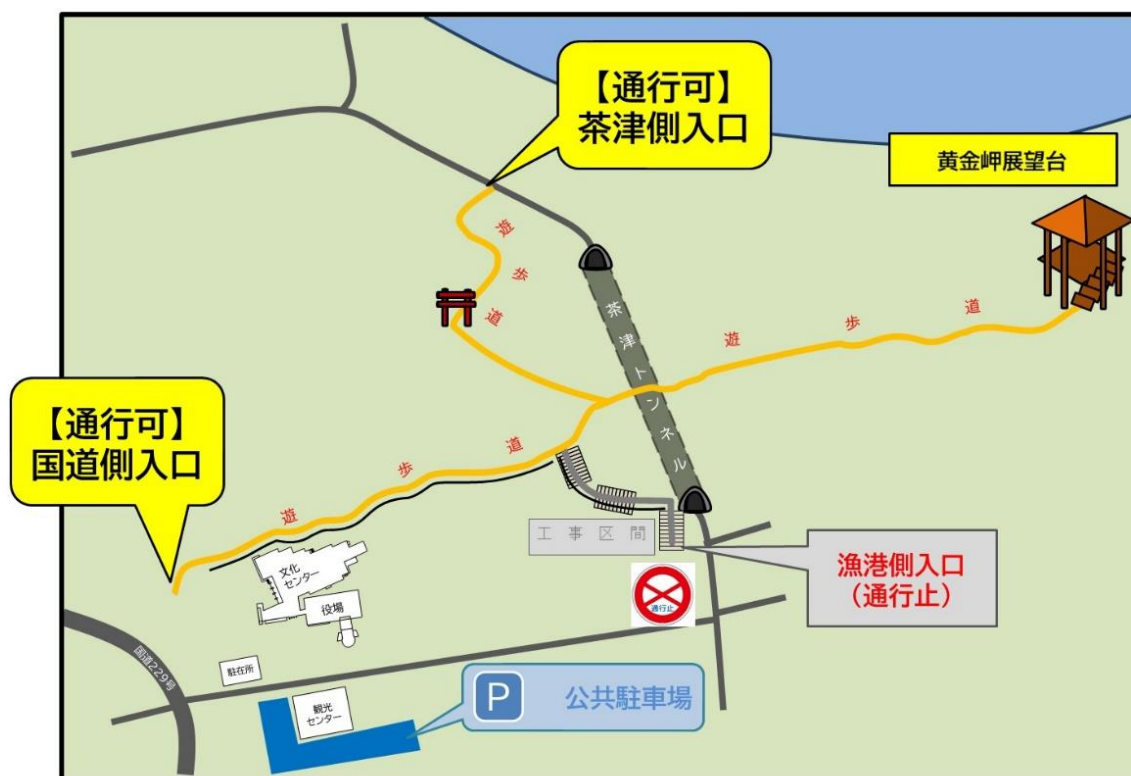 【通行可】
茶津側入口
黄金岬展望台
遊歩道
茶津トンネル
遊歩道
【通行可】
国道側入口
遊歩道
工事区間
漁港側入口
(通行止)
通行止
文化
センター
役場
駐在所
国道229号
観光
センター
P 公共駐車場